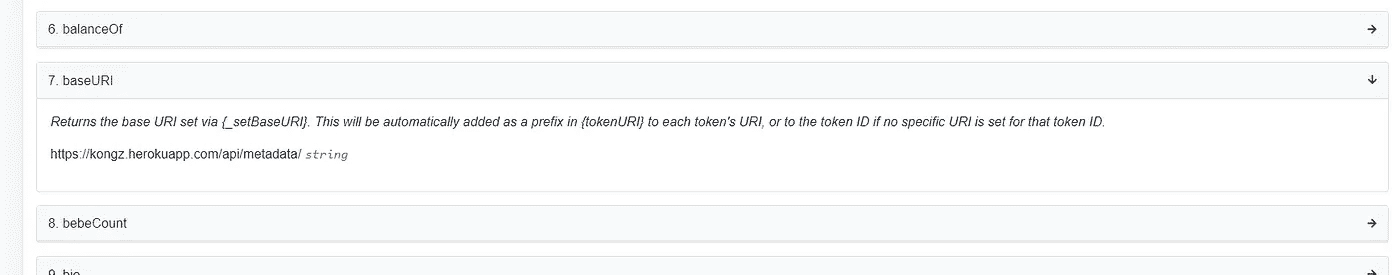 6. balanceOf
7. baseURI
Returns the base URI set via {_setBaseURI}. This will be automatically added as a prefix in {tokenURI} to each token's URI, or to the token ID if no specific URI is set for that token ID.
https://kongz.herokuapp.com/api/metadata/ string
8. bebeCount
9. bio